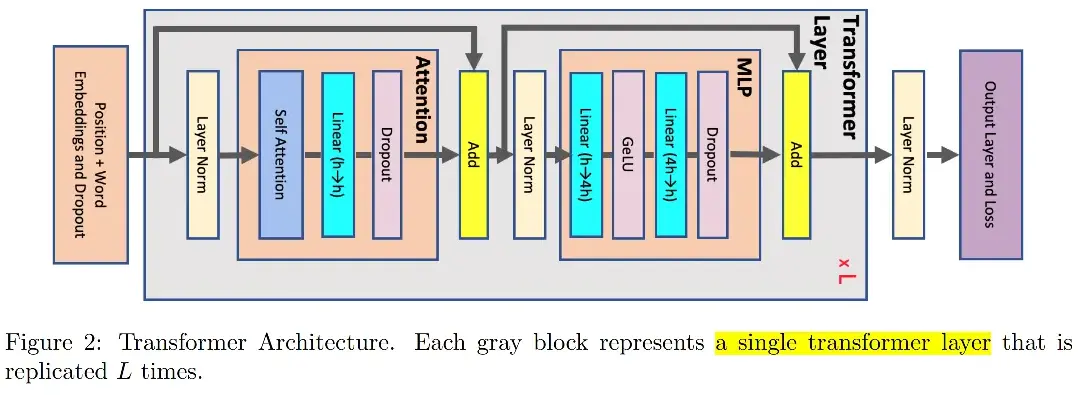 Position + Word
Embeddings and Dropout
Layer Norm
Attention
Self Attention
Linear (h→h)
Dropout
Add
Layer Norm
MLP
Linear (h→4h)
GeLU
Linear (4h→h)
Dropout
Add
Transformer
Layer
x L
Layer Norm
Output Layer and Loss
Figure 2: Transformer Architecture. Each gray block represents a single transformer layer that is
replicated L times.